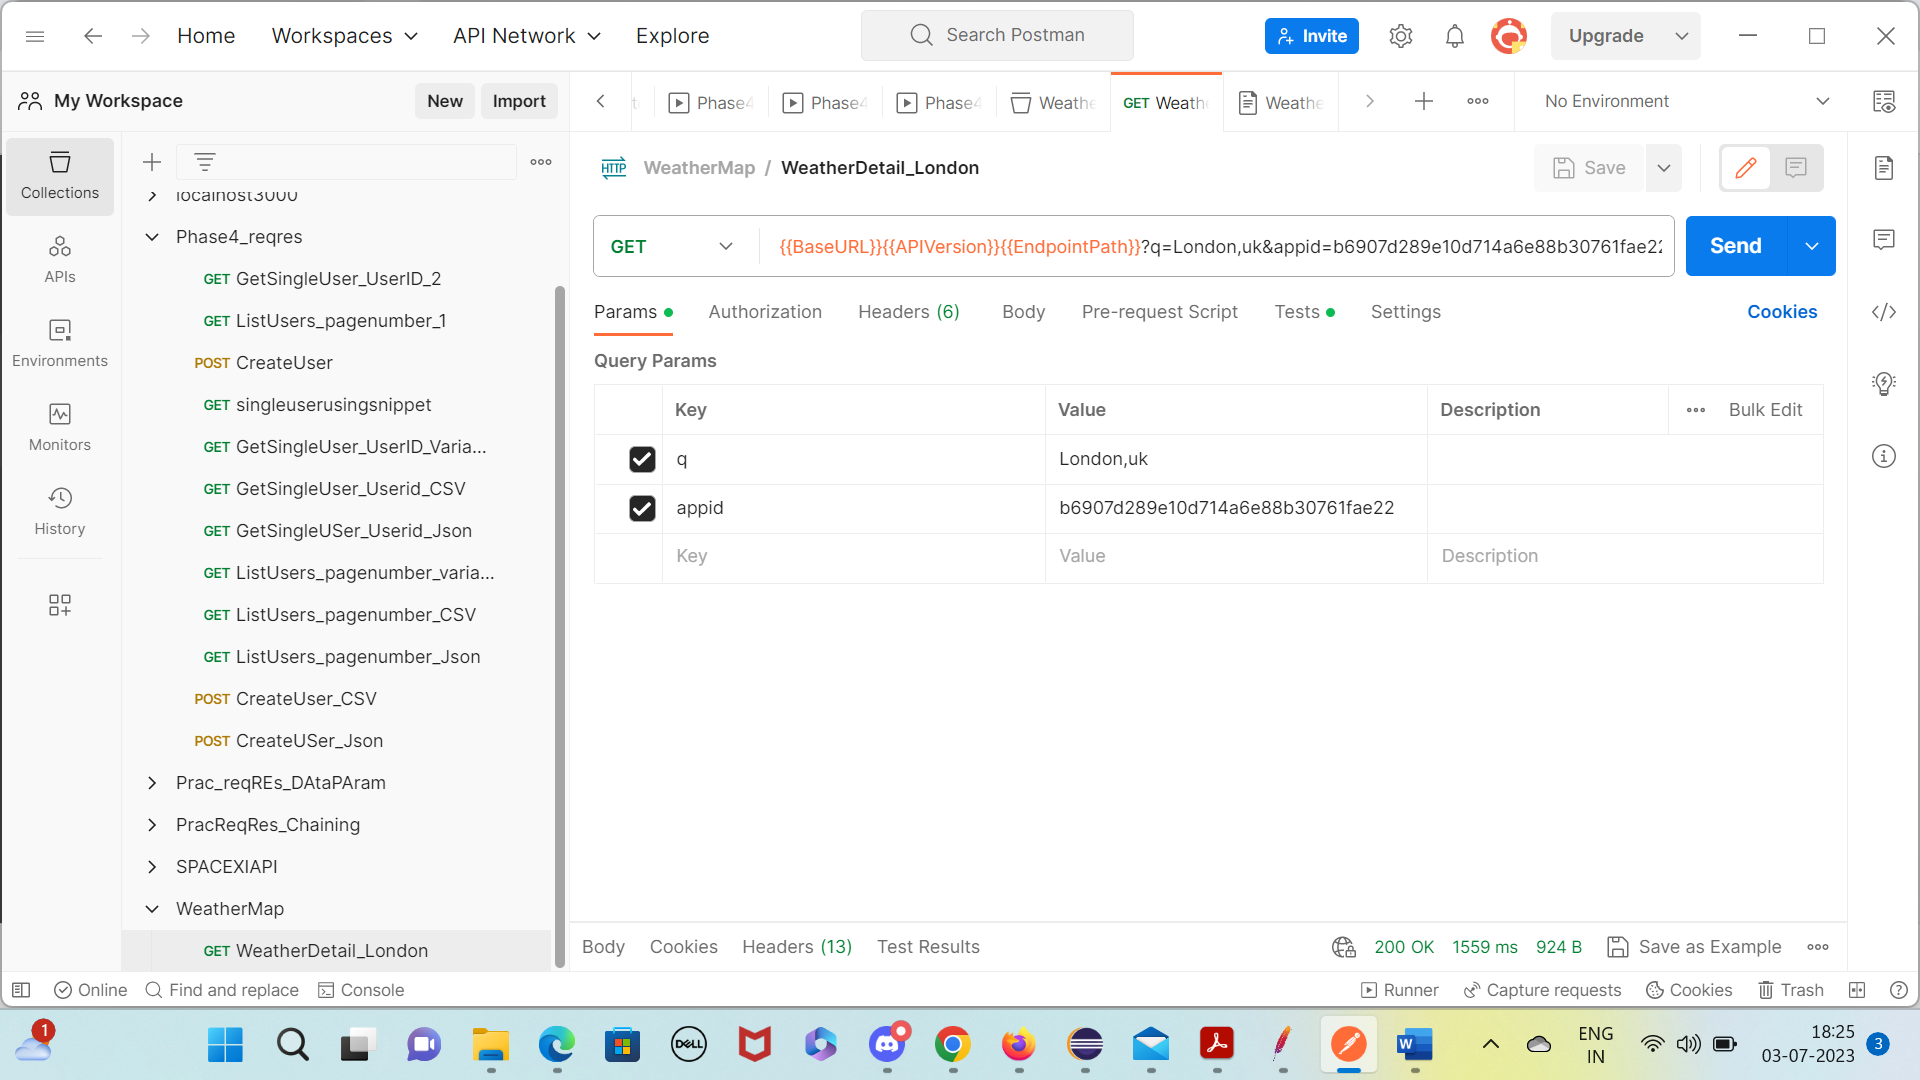 Home Workspaces API Network Explore Search Postman Invite Upgrade
My Workspace New Import Phase4 Phase4 Phase4 Weathe GET Weathe Weathe No Environment
Collections
APIs
Environments
Monitors
History
localhost3000
Phase4_reqres
GET GetSingleUser_UserID_2
GET ListUsers_pagenumber_1
POST CreateUser
GET singleuserusingsnippet
GET GetSingleUser_UserID_Varia...
GET GetSingleUser_Userid_CSV
GET GetSingleUSer_Userid_Json
GET ListUsers_pagenumber_varia...
GET ListUsers_pagenumber_CSV
GET ListUsers_pagenumber_Json
POST CreateUser_CSV
POST CreateUSer_Json
Prac_reqREs_DAtaPAram
PracReqRes_Chaining
SPACEXIAPI
WeatherMap
GET WeatherDetail_London
HTTP WeatherMap / WeatherDetail_London Save
GET {{BaseURL}}{{APIVersion}}{{EndpointPath}}?q=London,uk&appid=b6907d289e10d714a6e88b30761fae22 Send
Params Authorization Headers (6) Body Pre-request Script Tests Settings Cookies
Query Params
Key Value Description Bulk Edit
q London,uk
appid b6907d289e10d714a6e88b30761fae22
Key Value Description
Body Cookies Headers (13) Test Results 200 OK 1559 ms 924 B Save as Example
Online Find and replace Console Runner Capture requests Cookies Trash
1 DELL W ENG
IN
18:25
03-07-2023 3